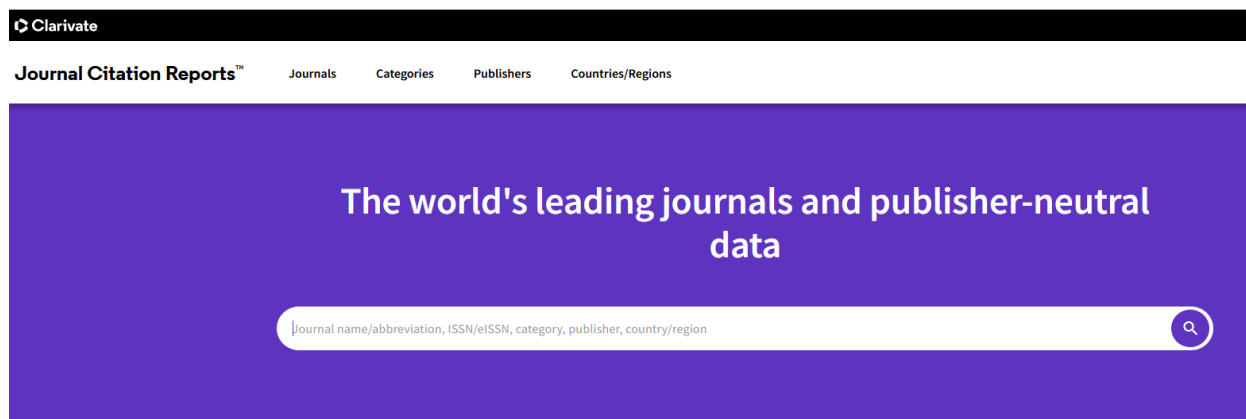 Clarivate
Journal Citation Reports™ Journals Categories Publishers Countries/Regions
The world's leading journals and publisher-neutral
data
Journal name/abbreviation, ISSN/eISSN, category, publisher, country/region